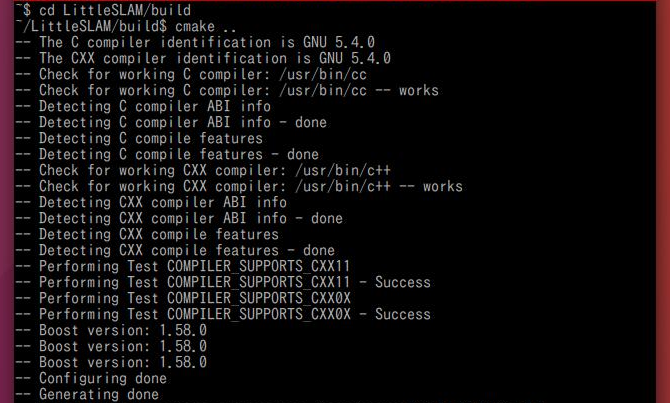 ~$ cd LittleSLAM/build
~/LittleSLAM/build$ cmake ..
-- The C compiler identification is GNU 5.4.0
-- The CXX compiler identification is GNU 5.4.0
-- Check for working C compiler: /usr/bin/cc
-- Check for working C compiler: /usr/bin/cc -- works
-- Detecting C compiler ABI info
-- Detecting C compiler ABI info - done
-- Detecting C compile features
-- Detecting C compile features - done
-- Check for working CXX compiler: /usr/bin/c++
-- Check for working CXX compiler: /usr/bin/c++ -- works
-- Detecting CXX compiler ABI info
-- Detecting CXX compiler ABI info - done
-- Detecting CXX compile features
-- Detecting CXX compile features - done
-- Performing Test COMPILER_SUPPORTS_CXX11
-- Performing Test COMPILER_SUPPORTS_CXX11 - Success
-- Performing Test COMPILER_SUPPORTS_CXX0X
-- Performing Test COMPILER_SUPPORTS_CXX0X - Success
-- Boost version: 1.58.0
-- Boost version: 1.58.0
-- Boost version: 1.58.0
-- Configuring done
-- Generating done